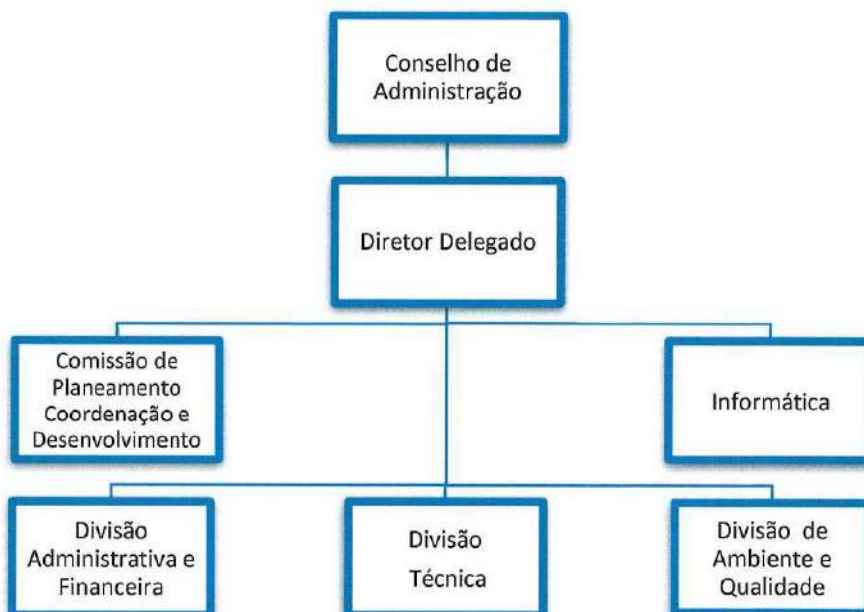 Conselho de
Administração
Diretor Delegado
Comissão de
Planeamento
Coordenação e
Desenvolvimento
Informática
Divisão
Administrativa e
Financeira
Divisão
Técnica
Divisão de
Ambiente e
Qualidade